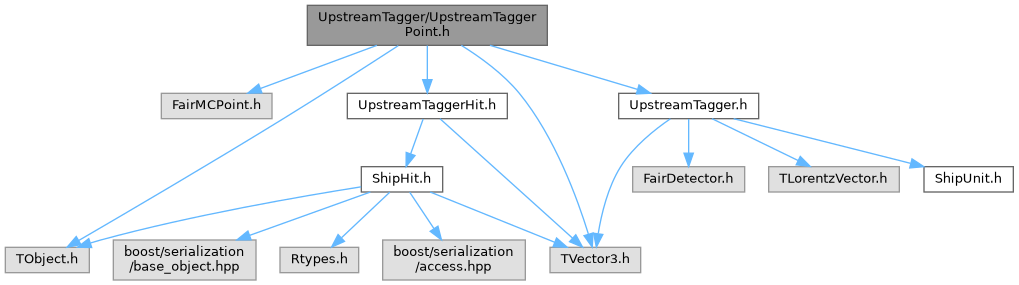 UpstreamTagger/UpstreamTagger
Point.h
FairMCPoint.h
UpstreamTaggerHit.h
UpstreamTagger.h
ShipHit.h
FairDetector.h
TLorentzVector.h
ShipUnit.h
TObject.h
boost/serialization
/base_object.hpp
Rtypes.h
boost/serialization
/access.hpp
TVector3.h